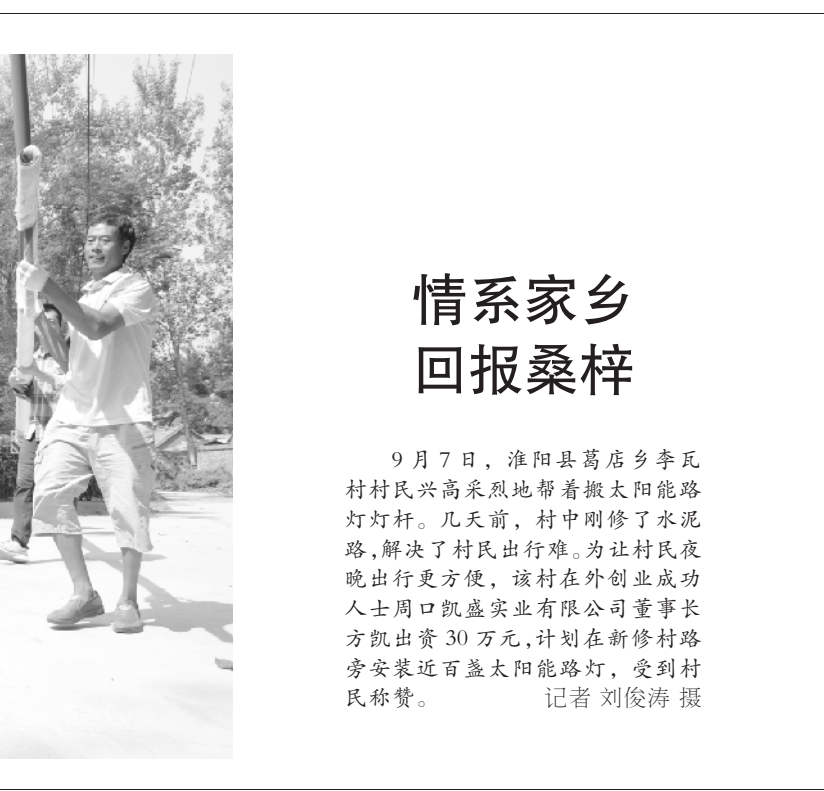 情系家乡
回报桑梓
9月7日，淮阳县葛店乡李瓦
村村民兴高采烈地帮着搬太阳能路
灯灯杆。几天前，村中刚修了水泥
路，解决了村民出行难。为让村民夜
晚出行更方便，该村在外创业成功
人士周口凯盛实业有限公司董事长
方凯出资30万元，计划在新修村路
旁安装近百盏太阳能路灯，受到村
民称赞。 记者 刘俊涛 摄